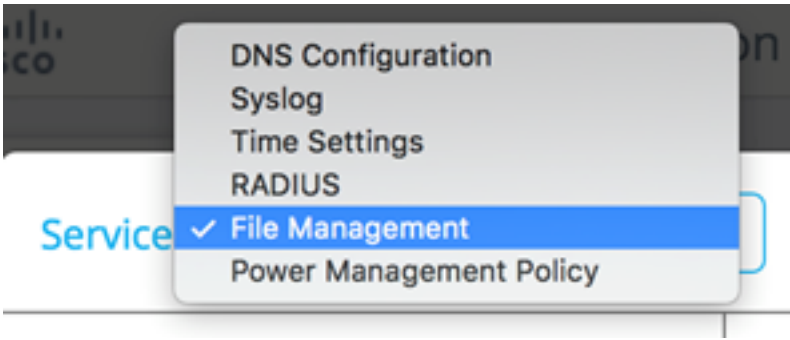 DNS Configuration
Syslog
Time Settings
RADIUS
Service ✓ File Management
Power Management Policy